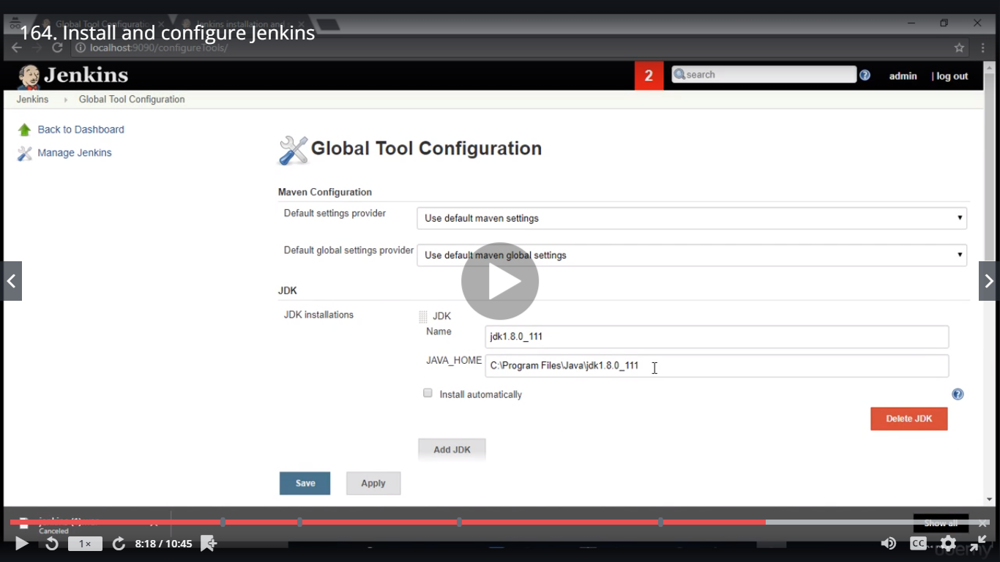 Global Tool Configuratio
Jenkins installation and
164. Install and configure Jenkins
localhost:9090/configureTools/
Jenkins
2
search
admin
| log out
Jenkins
Global Tool Configuration
Back to Dashboard
Manage Jenkins
Global Tool Configuration
Maven Configuration
Default settings provider
Use default maven settings
Default global settings provider
Use default maven global settings
JDK
JDK installations
JDK
Name
jdk1.8.0_111
JAVA_HOME
C:\Program Files\Java\jdk1.8.0_111
Install automatically
Delete JDK
Add JDK
Save
Apply
Canceled
Show all
1×
8:18 / 10:45
CC
udemy